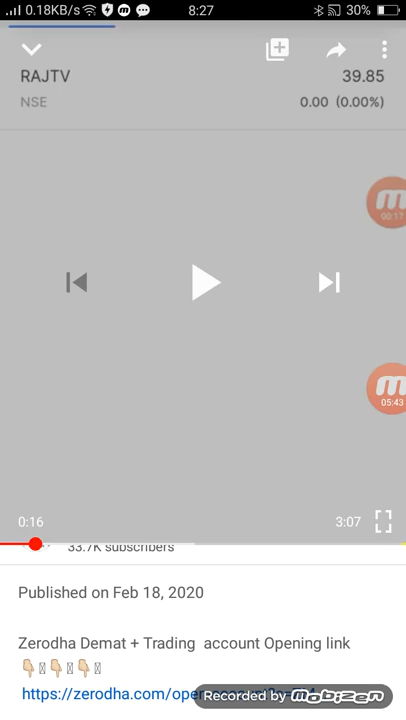 0.18KB/s 8:27 30%
RAJTV 39.85
NSE 0.00 (0.00%)
00:17
05:43
0:16 3:07
33.7K subscribers
Published on Feb 18, 2020
Zerodha Demat + Trading account Opening link
https://zerodha.com/open
Recorded by mobizen